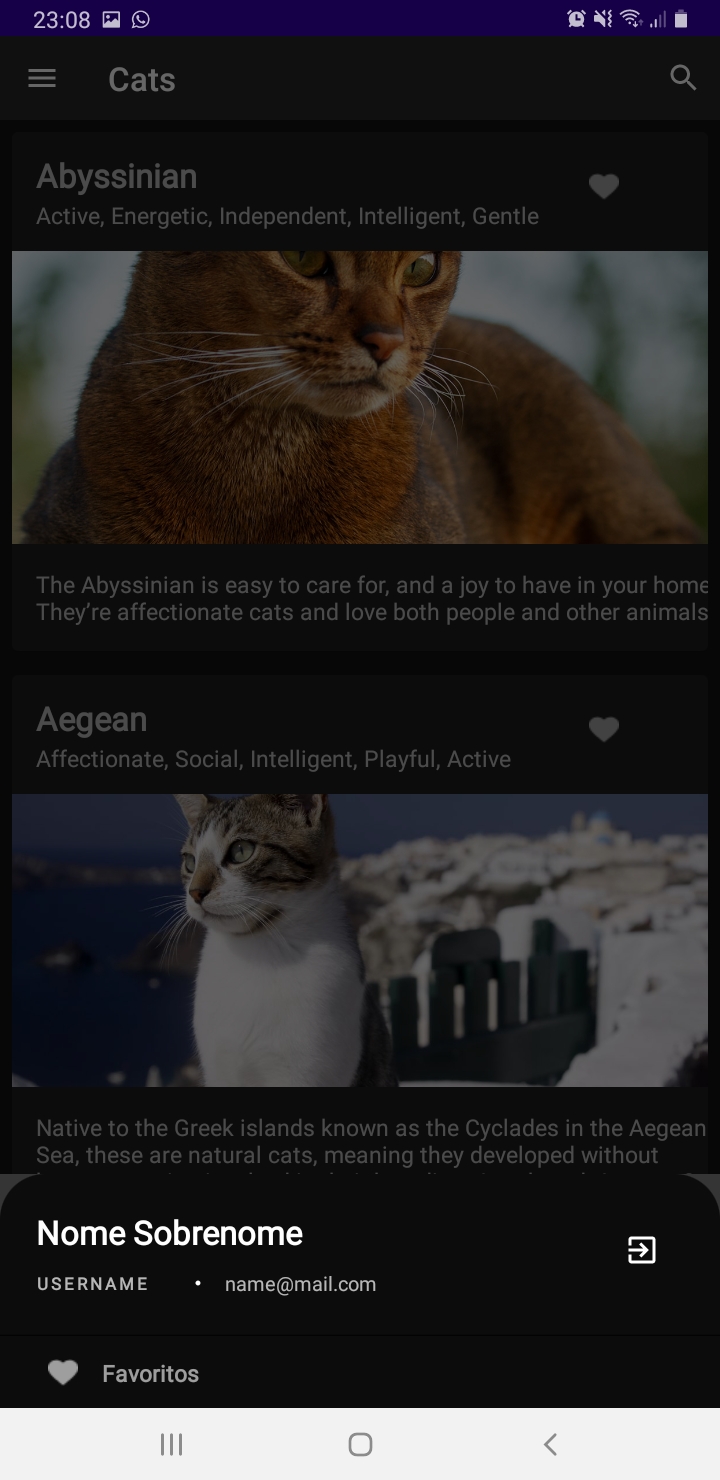 23:08
Cats
Abyssinian
Active, Energetic, Independent, Intelligent, Gentle
The Abyssinian is easy to care for, and a joy to have in your home
They’re affectionate cats and love both people and other animals
Aegean
Affectionate, Social, Intelligent, Playful, Active
Native to the Greek islands known as the Cyclades in the Aegean
Sea, these are natural cats, meaning they developed without
Nome Sobrenome
USERNAME • name@mail.com
Favoritos